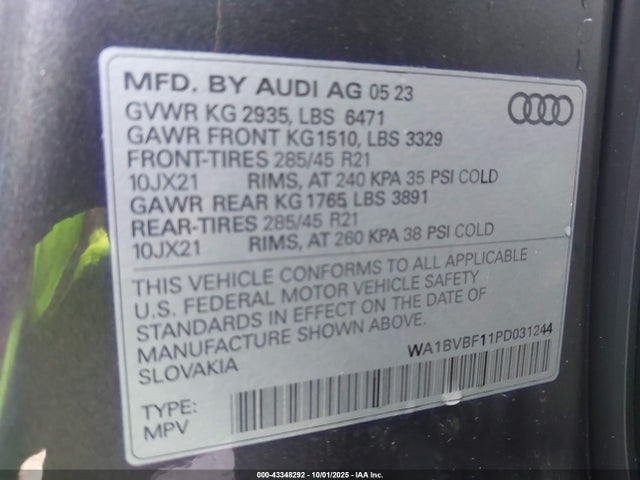 MFD. BY AUDI AG 05 23
GVWR KG 2935, LBS 6471
GAWR FRONT KG1510, LBS 3329
FRONT-TIRES 285/45 R21
10JX21 RIMS, AT 240 KPA 35 PSI COLD
GAWR REAR KG 1765, LBS 3891
REAR-TIRES 285/45 R21
10JX21 RIMS, AT 260 KPA 38 PSI COLD
THIS VEHICLE CONFORMS TO ALL APPLICABLE
U.S. FEDERAL MOTOR VEHICLE SAFETY
STANDARDS IN EFFECT ON THE DATE OF
MANUFACTURE SHOWN ABOVE.
SLOVAKIA
WA1BVBF11PD031244
TYPE:
MPV
000-43348292 - 10/01/2025 - IAA Inc.